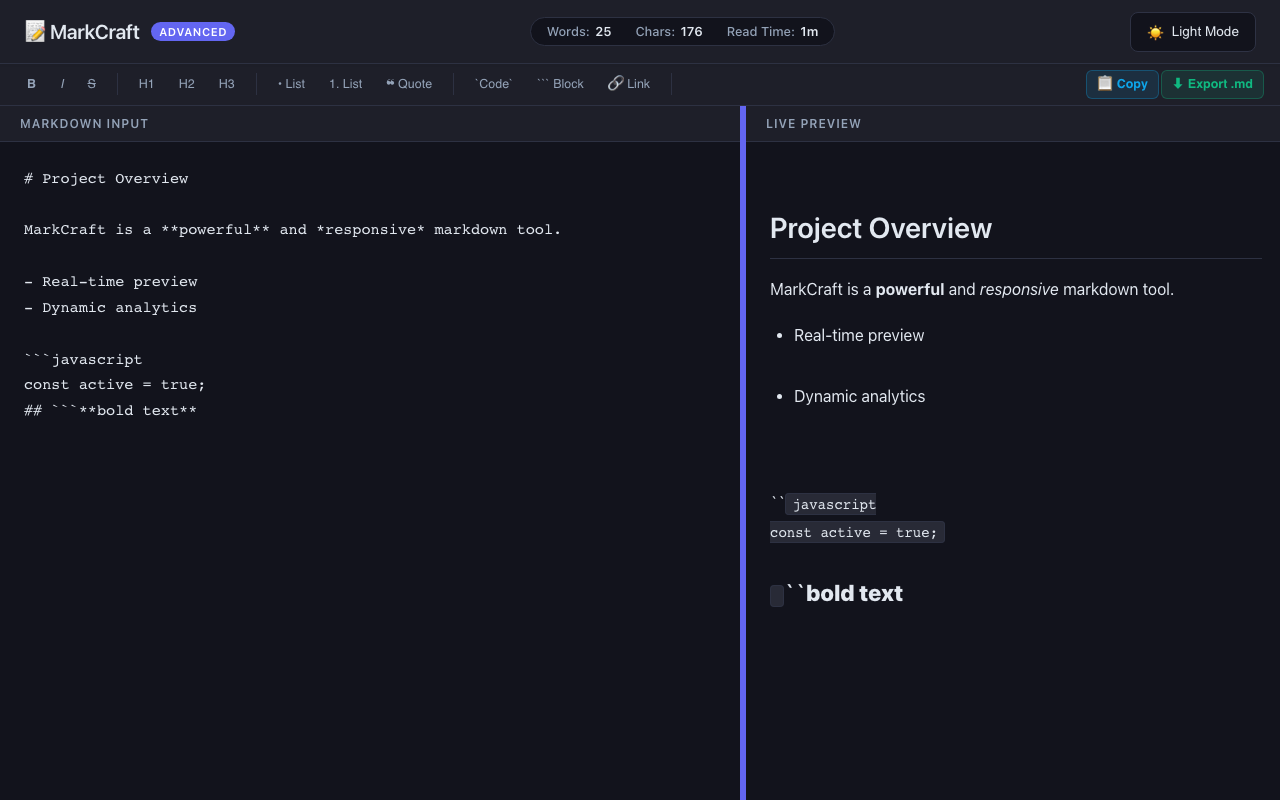 📝 MarkCraft ADVANCED
Words: 25 Chars: 176 Read Time: 1m
☀️ Light Mode
B I S H1 H2 H3 • List 1. List ❝ Quote `Code` ``` Block 🔗 Link
📋 Copy ⬇ Export .md
MARKDOWN INPUT
# Project Overview
MarkCraft is a **powerful** and *responsive* markdown tool.
- Real-time preview
- Dynamic analytics
```javascript
const active = true;
## ```**bold text**
LIVE PREVIEW
Project Overview
MarkCraft is a powerful and responsive markdown tool.
• Real-time preview
• Dynamic analytics
``javascript
const active = true;
``bold text